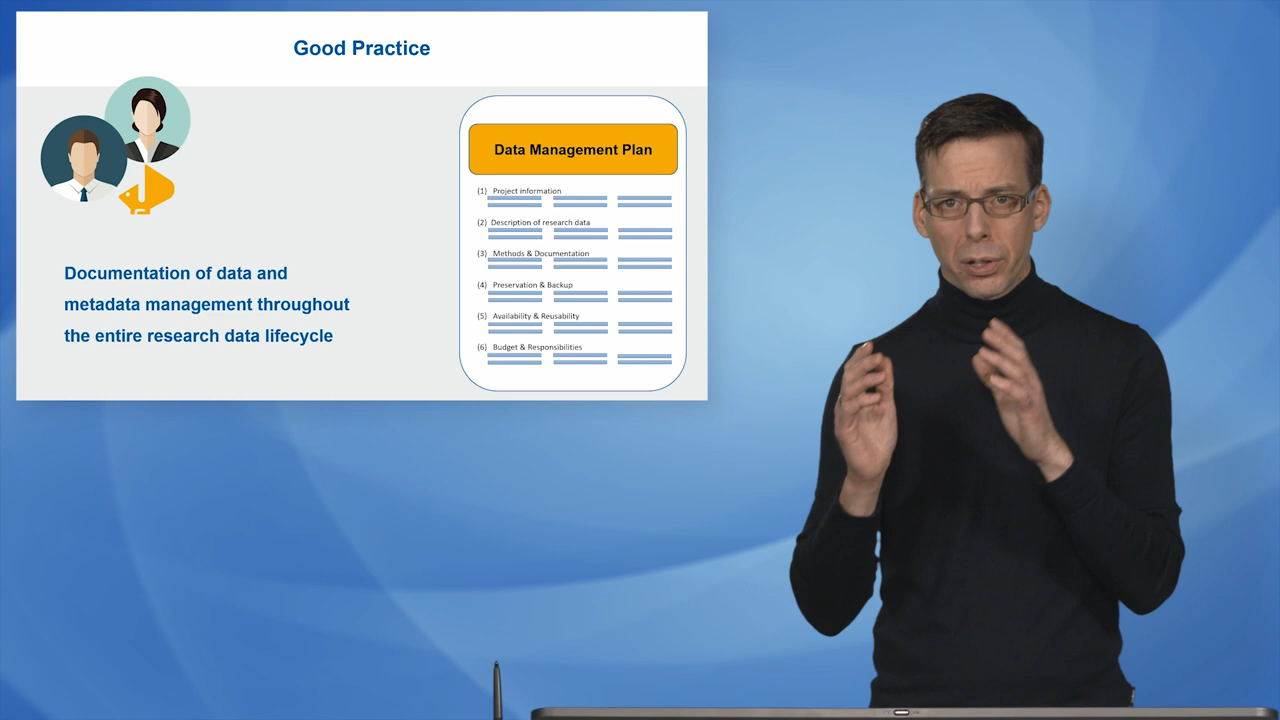 Good Practice
Documentation of data and
metadata management throughout
the entire research data lifecycle
Data Management Plan
(1) Project information
(2) Description of research data
(3) Methods & Documentation
(4) Preservation & Backup
(5) Availability & Reusability
(6) Budget & Responsibilities